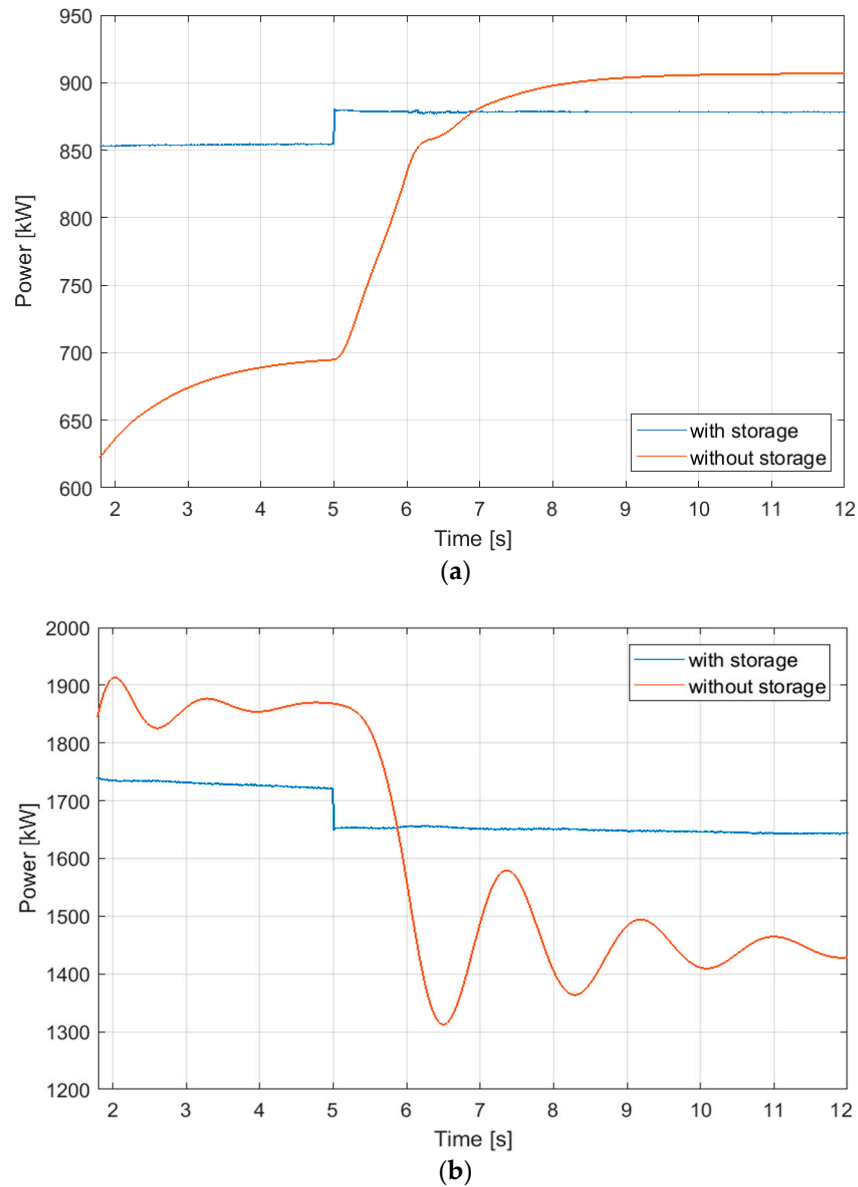 950
900
850
800
750
700
650
600
Power [kW]
with storage
without storage
2 3 4 5 6 7 8 9 10 11 12
Time [s]
(a)
2000
1900
1800
1700
1600
1500
1400
1300
1200
Power [kW]
with storage
without storage
2 3 4 5 6 7 8 9 10 11 12
Time [s]
(b)